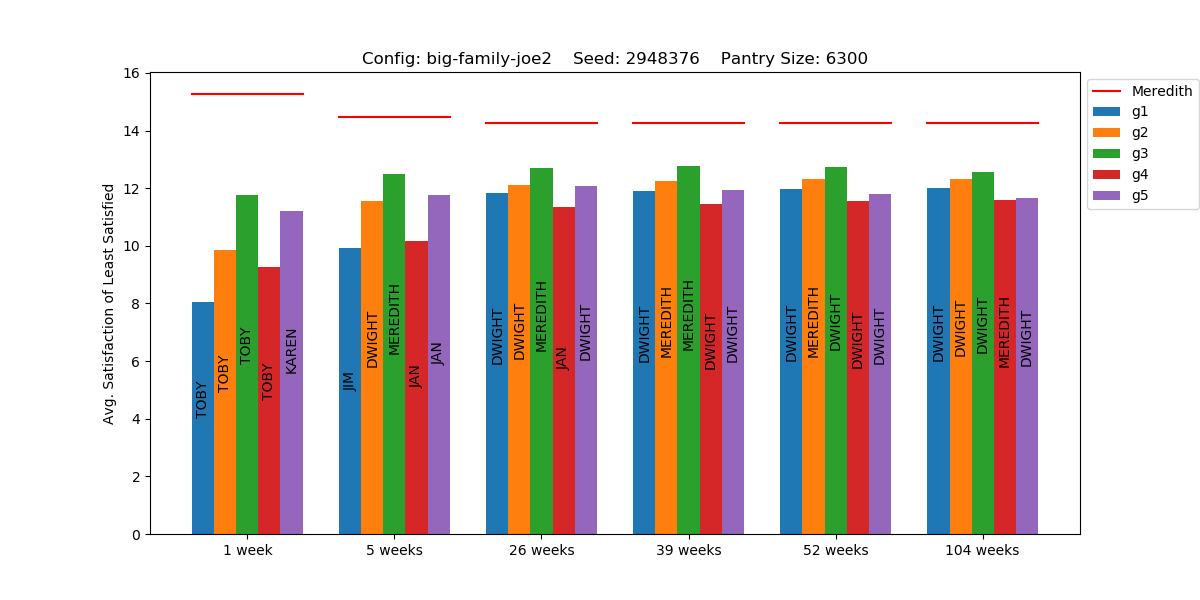 Config: big-family-joe2    Seed: 2948376    Pantry Size: 6300
Avg. Satisfaction of Least Satisfied
16
14
12
10
8
6
4
2
0
TOBY
TOBY
TOBY
TOBY
KAREN
JIM
DWIGHT
MEREDITH
JAN
JAN
DWIGHT
DWIGHT
MEREDITH
JAN
DWIGHT
DWIGHT
MEREDITH
MEREDITH
DWIGHT
DWIGHT
DWIGHT
MEREDITH
DWIGHT
DWIGHT
DWIGHT
DWIGHT
DWIGHT
DWIGHT
MEREDITH
DWIGHT
1 week
5 weeks
26 weeks
39 weeks
52 weeks
104 weeks
Meredith
g1
g2
g3
g4
g5